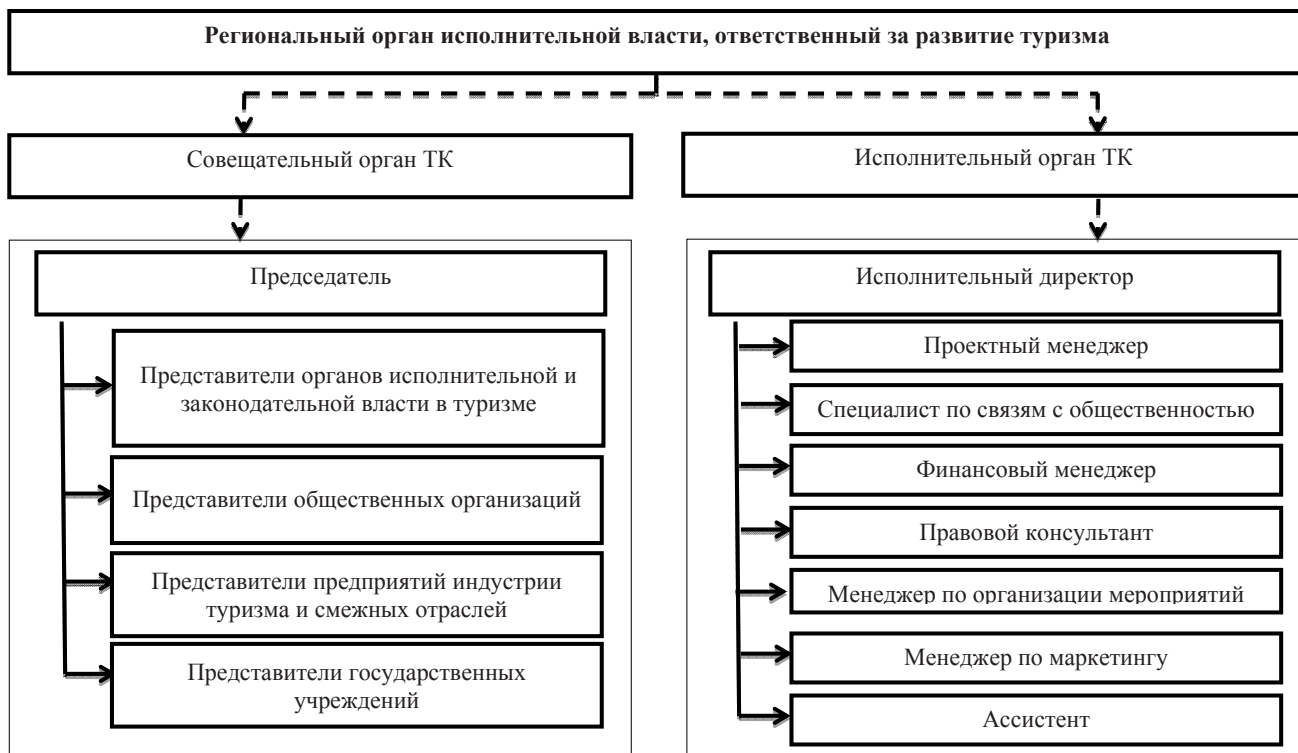 Региональный орган исполнительной власти, ответственный за развитие туризма
Совещательный орган ТК
Исполнительный орган ТК
Председатель
Представители органов исполнительной и
законодательной власти в туризме
Представители общественных организаций
Представители предприятий индустрии
туризма и смежных отраслей
Представители государственных
учреждений
Исполнительный директор
Проектный менеджер
Специалист по связям с общественностью
Финансовый менеджер
Правовой консультант
Менеджер по организации мероприятий
Менеджер по маркетингу
Ассистент